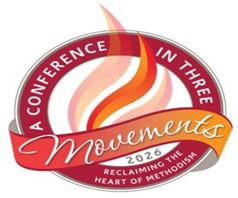 A CONFERENCE IN THREE
Movements
2026
RECLAIMING THE
HEART OF METHODISM